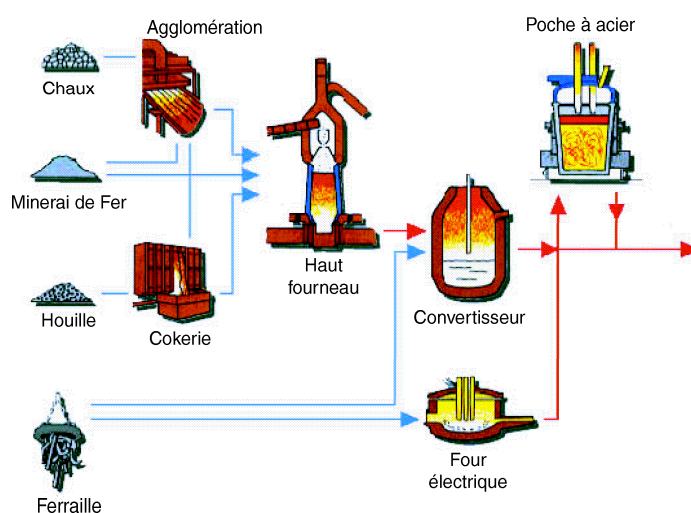 Poche à acier
Agglomération
Chaux
Minerai de Fer
Haut
fourneau
Houille
Cokerie
Convertisseur
Four
électrique
Ferraille